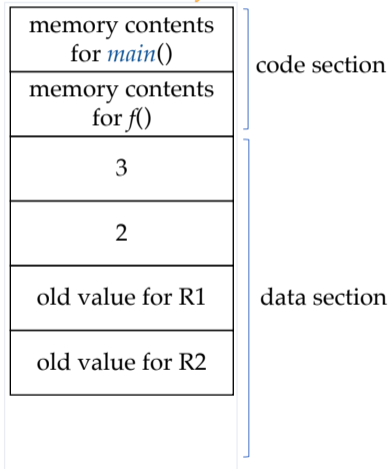 memory contents
for main()
code section
memory contents
for f()
3
2
old value for R1
data section
old value for R2